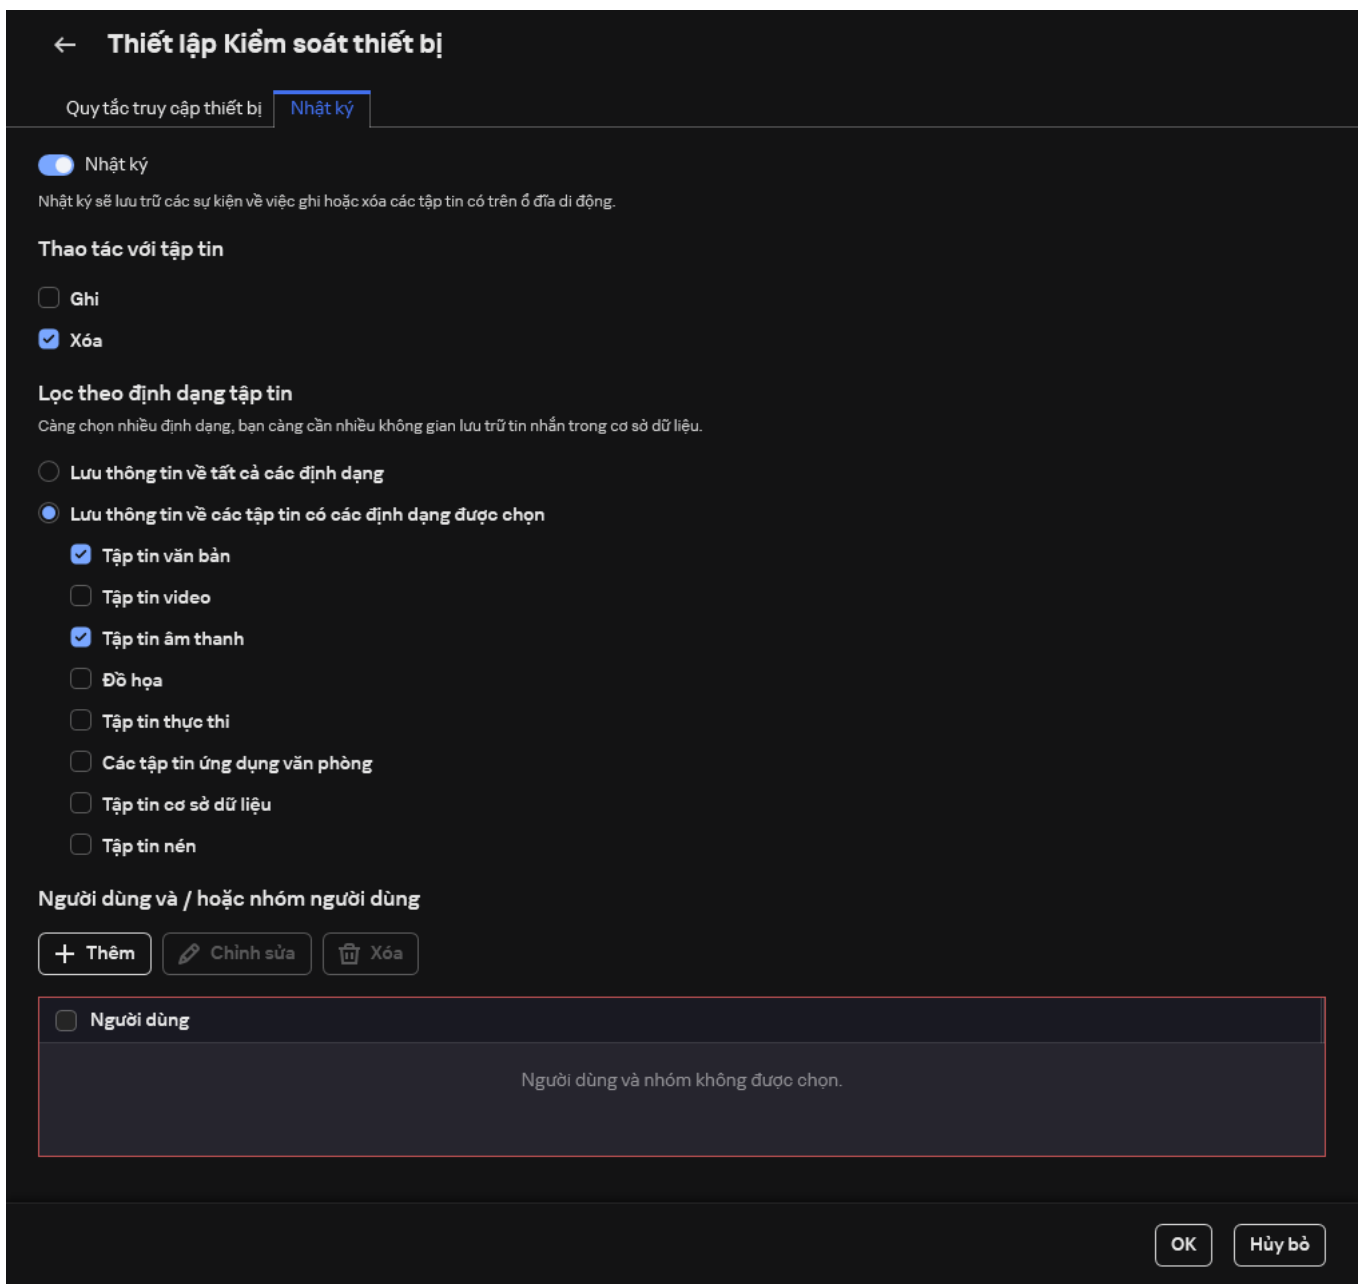 Thiết lập Kiểm soát thiết bị
Quy tắc truy cập thiết bị
Nhật ký
Nhật ký
Nhật ký sẽ lưu trữ các sự kiện về việc ghi hoặc xóa các tập tin có trên ổ đĩa di động.
Thao tác với tập tin
Ghi
Xóa
Lọc theo định dạng tập tin
Càng chọn nhiều định dạng, bạn càng cần nhiều không gian lưu trữ tin nhắn trong cơ sở dữ liệu.
Lưu thông tin về tất cả các định dạng
Lưu thông tin về các tập tin có các định dạng được chọn
Tập tin văn bản
Tập tin video
Tập tin âm thanh
Đồ họa
Tập tin thực thi
Các tập tin ứng dụng văn phòng
Tập tin cơ sở dữ liệu
Tập tin nén
Người dùng và / hoặc nhóm người dùng
Thêm
Chỉnh sửa
Xóa
Người dùng
Người dùng và nhóm không được chọn.
OK
Hủy bỏ